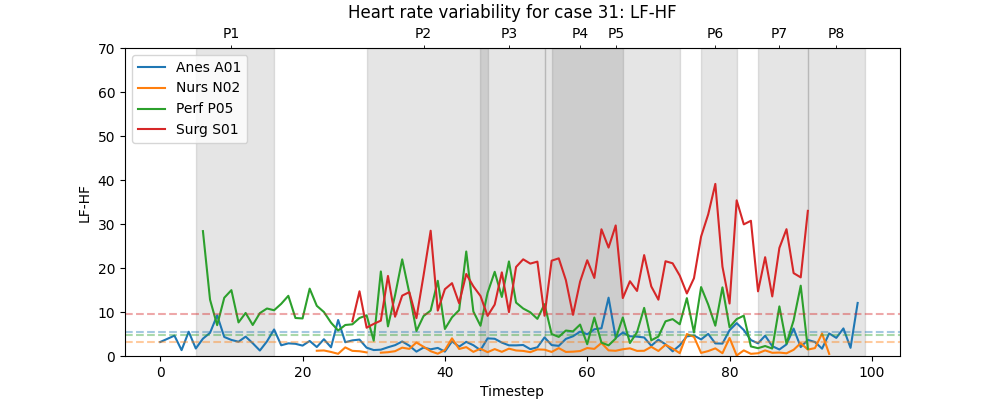 Heart rate variability for case 31: LF-HF
P1 P2 P3 P4 P5 P6 P7 P8
70
60
50
40
30
20
10
0
LF-HF
Anes A01
Nurs N02
Perf P05
Surg S01
0 20 40 60 80 100
Timestep